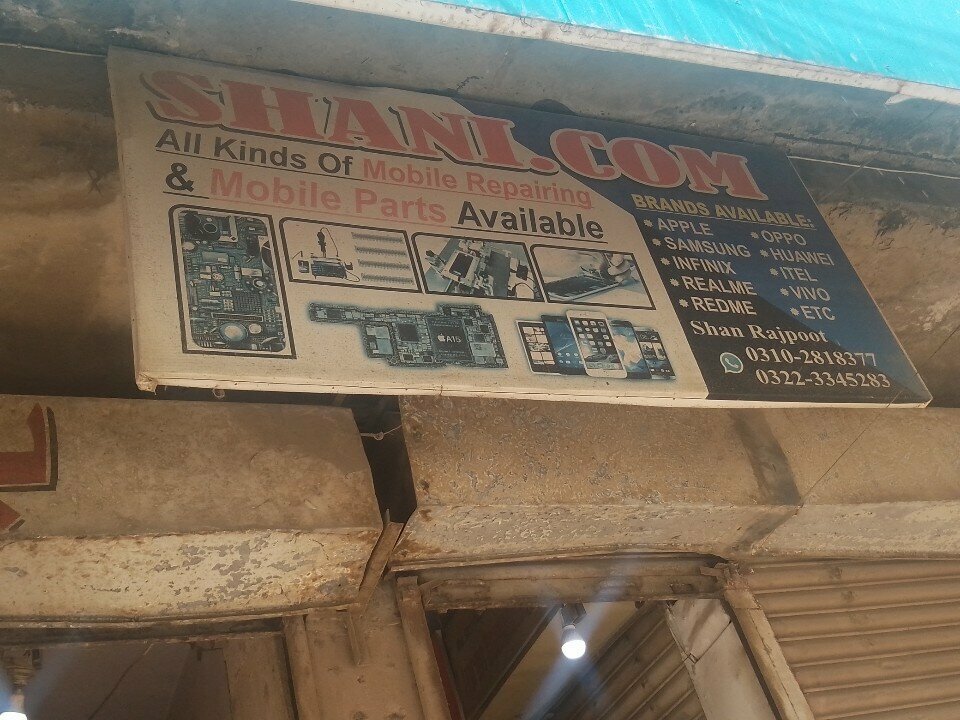 SHANI.COM
All Kinds Of Mobile Repairing
& Mobile Parts Available
A15
BRANDS AVAILABLE:
* APPLE
* SAMSUNG
* INFINIX
* REALME
* REDME
* OPPO
* HUAWEI
* ITEL
* VIVO
* ETC
Shan Rajpoot
0310-2818377
0322-3345283